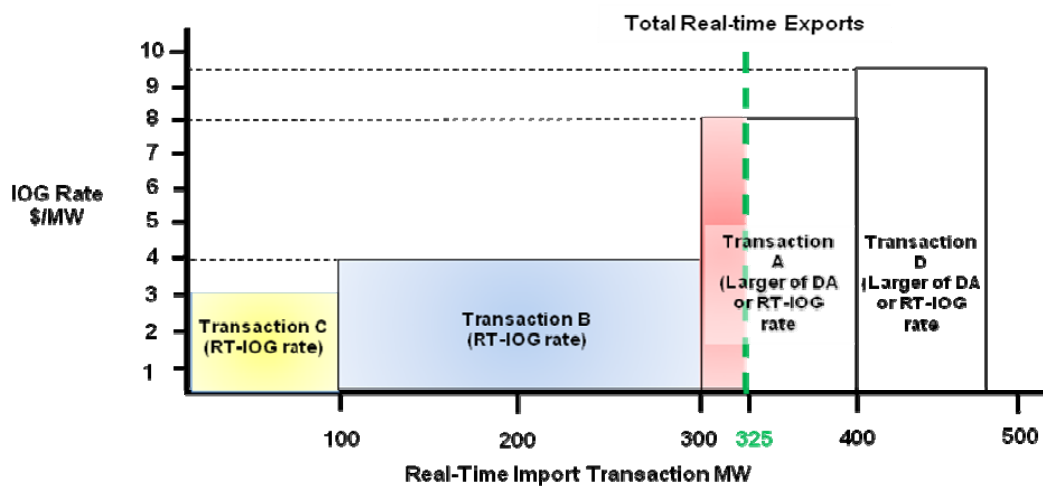 Total Real-time Exports
10
9
8
7
6
5
4
3
2
1
IOG Rate
$/MW
Transaction C
(RT-IOG rate)
Transaction B
(RT-IOG rate)
Transaction
A
(Larger of DA
or RT-IOG
rate
Transaction
D
(Larger of DA
or RT-IOG
rate
100
200
300
325
400
500
Real-Time Import Transaction MW